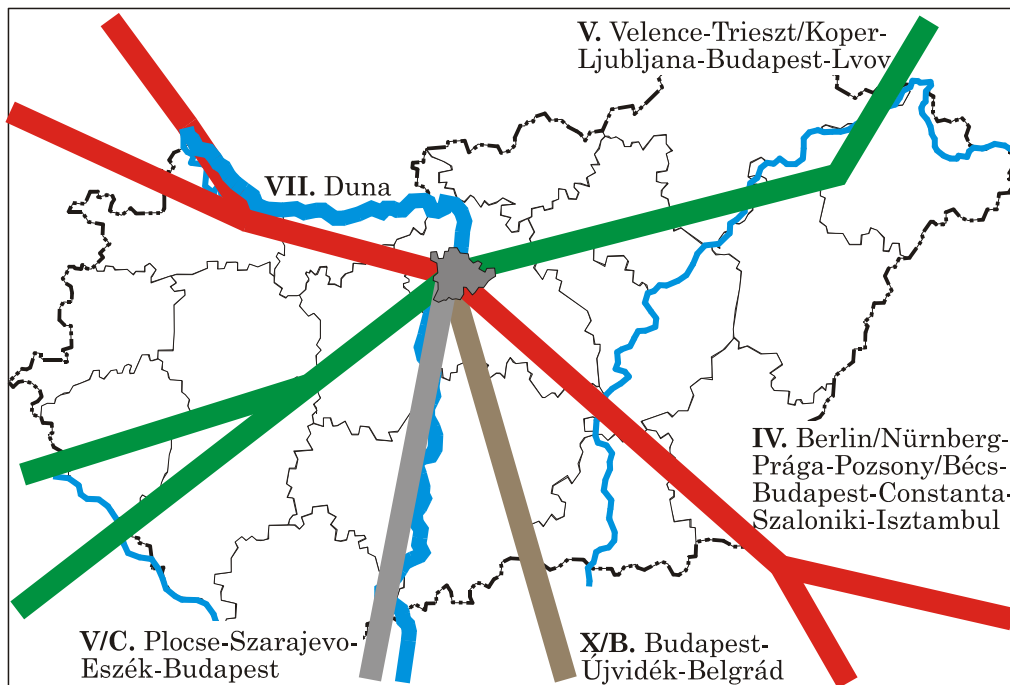 V. Velence-Trieszt/Koper-
Ljubljana-Budapest-Lvov
VII. Duna
IV. Berlin/Nürnberg-
Prága-Pozsony/Bécs-
Budapest-Constanta-
Szaloniki-Isztambul
V/C. Plocse-Szarajevo-
Eszék-Budapest
X/B. Budapest-
Újvidék-Belgrád